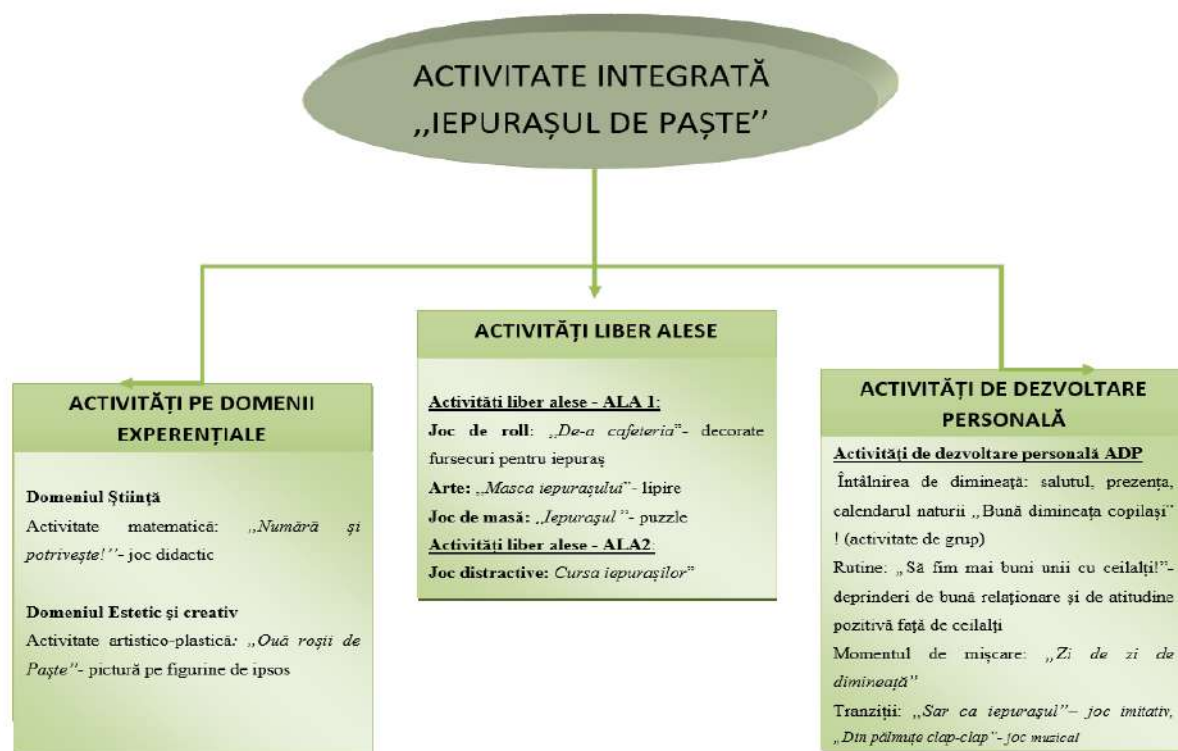 ACTIVITATE INTEGRATĂ
„IEPURAȘUL DE PAȘTE”
ACTIVITĂȚI PE DOMENII
EXPERENȚIALE
Domeniul Știință
Activitate matematică: „Numără și
potrivește!”- joc didactic
Domeniul Estetic și creativ
Activitate artistico-plastică: „Ouă roșii de
Paște”- pictură pe figurine de ipsos
ACTIVITĂȚI LIBER ALESE
Activități liber alese - ALA 1:
Joc de roll: „De-a cafeteria”- decorate
fursecuri pentru iepuraș
Arte: „Masca iepurașului”- lipire
Joc de masă: „Iepurașul”- puzzle
Activități liber alese - ALA2:
Joc distractive: Cursa iepurașilor”
ACTIVITĂȚI DE DEZVOLTARE
PERSONALĂ
Activități de dezvoltare personală ADP
Întâlnirea de dimineață: salutul, prezența,
calendarul naturii „Bună dimineața copilași”
! (activitate de grup)
Rutine: „Să fim mai buni unii cu ceilalți!”-
deprinderi de bună relaționare și de atitudine
pozitivă față de ceilalți
Momentul de mișcare: „Zi de zi de
dimineață”
Tranziții: „Sar ca iepurașul”– joc imitativ,
„Din pălmuțe clap-clap”- joc muzical